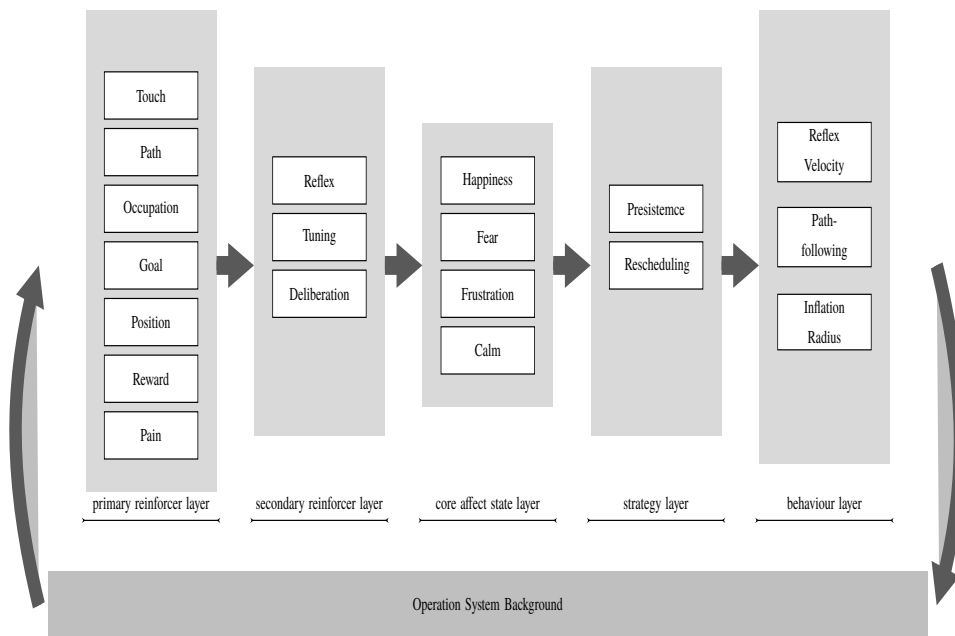 Touch
Path
Occupation
Goal
Position
Reward
Pain
primary reinforcer layer
Reflex
Tuning
Deliberation
secondary reinforcer layer
Happiness
Fear
Frustration
Calm
core affect state layer
Presistemce
Rescheduling
strategy layer
Reflex
Velocity
Path-
following
Inflation
Radius
behaviour layer
Operation System Background